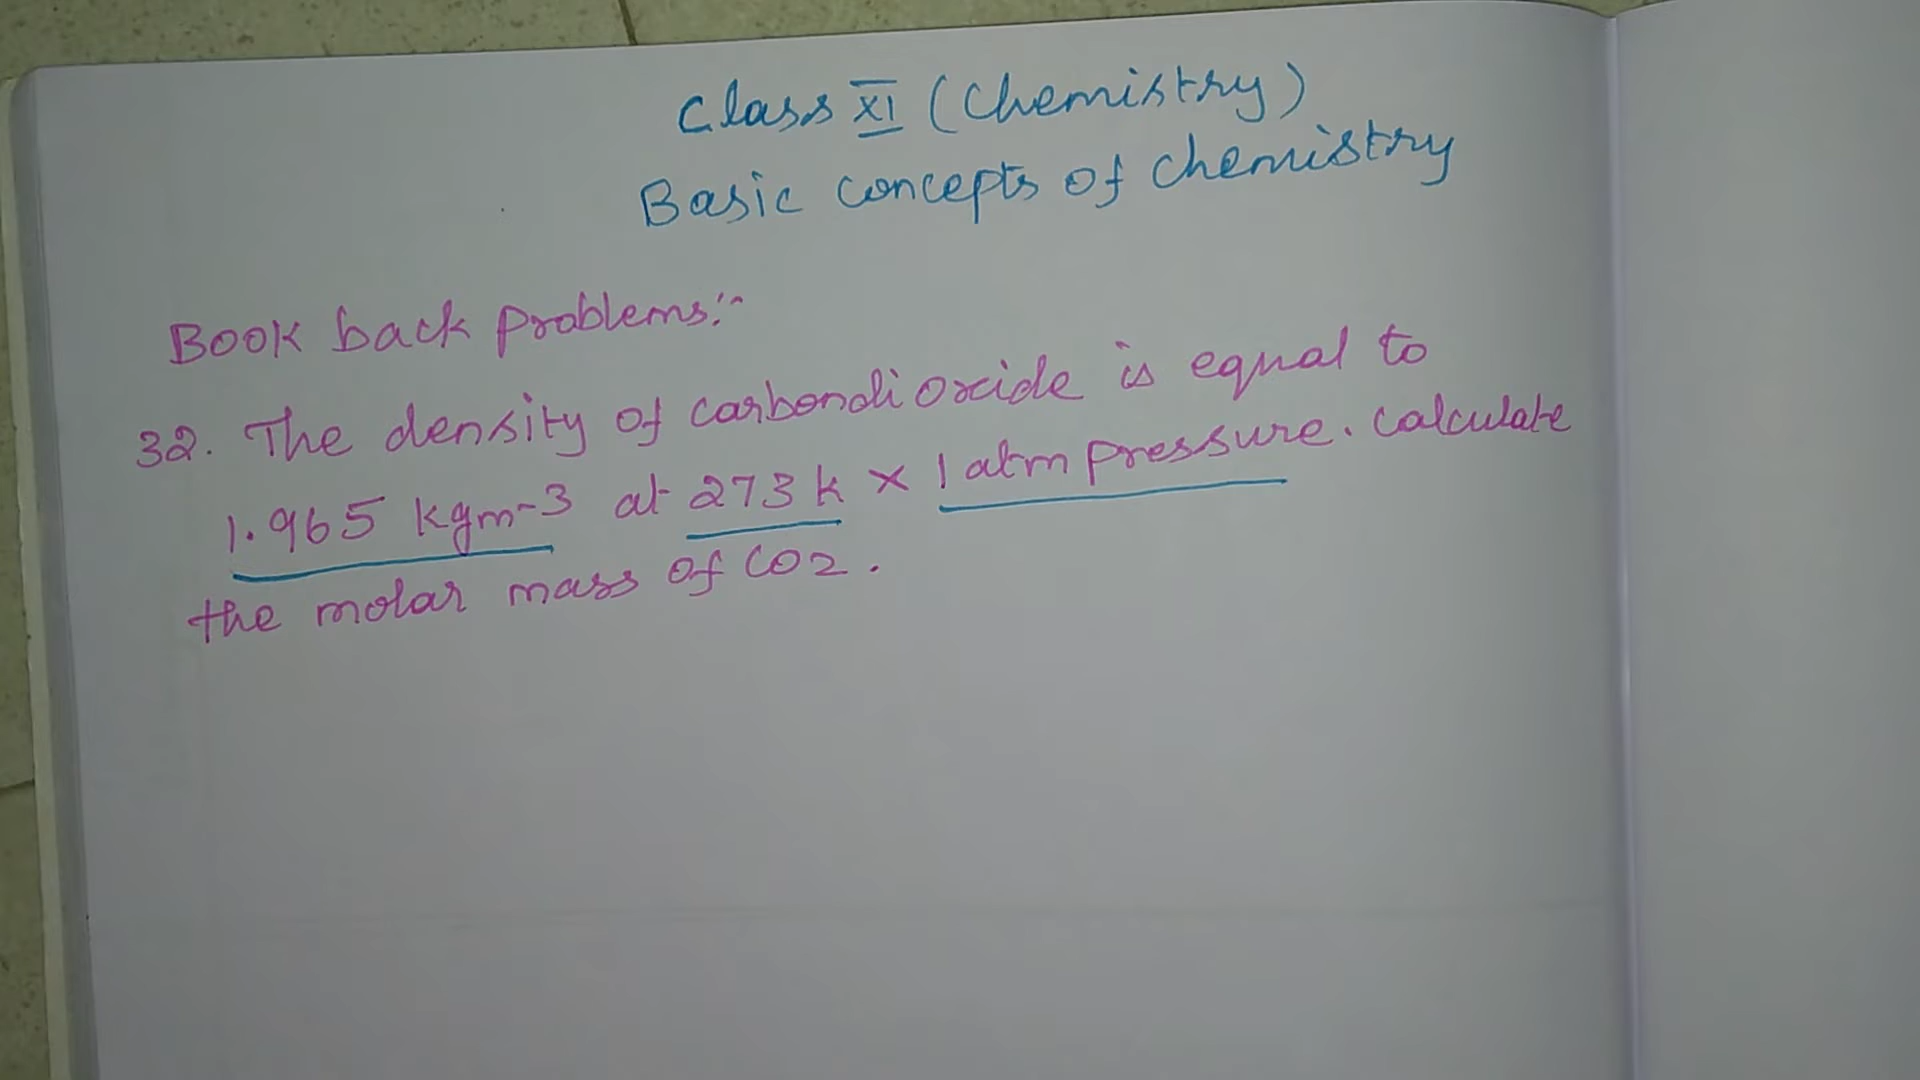 Class XI (Chemistry)
Basic concepts of chemistry
Book back problems:-
32. The density of carbondioxide is equal to
1.965 kgm-3 at 273k x 1 atm pressure. Calculate
the molar mass of CO2.